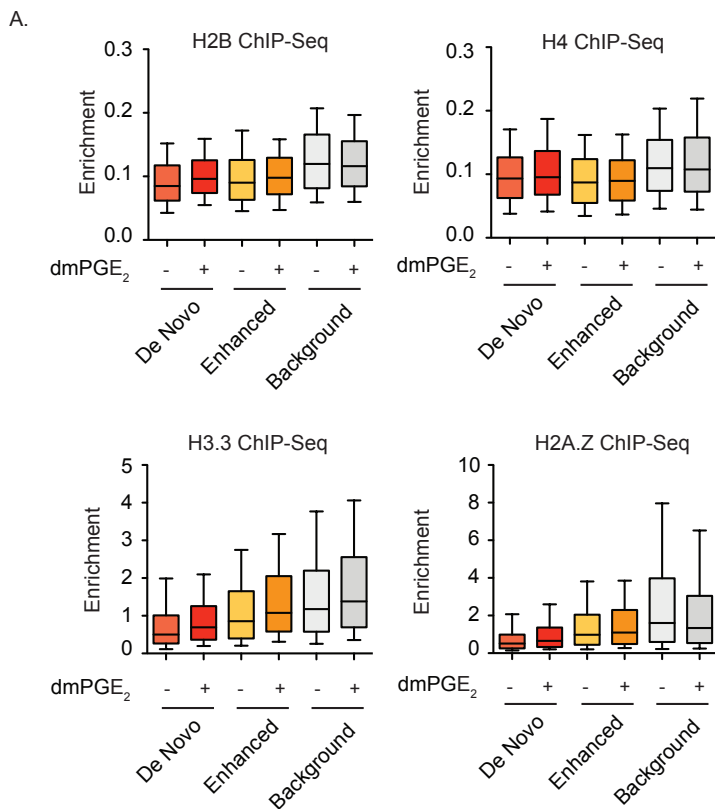 A.
H2B ChIP-Seq
Enrichment
0.3
0.2
0.1
0.0
dmPGE₂ - + - + - +
De Novo
Enhanced
Background
H4 ChIP-Seq
Enrichment
0.3
0.2
0.1
0.0
dmPGE₂ - + - + - +
De Novo
Enhanced
Background
H3.3 ChIP-Seq
Enrichment
5
4
3
2
1
0
dmPGE₂ - + - + - +
De Novo
Enhanced
Background
H2A.Z ChIP-Seq
Enrichment
10
8
6
4
2
0
dmPGE₂ - + - + - +
De Novo
Enhanced
Background